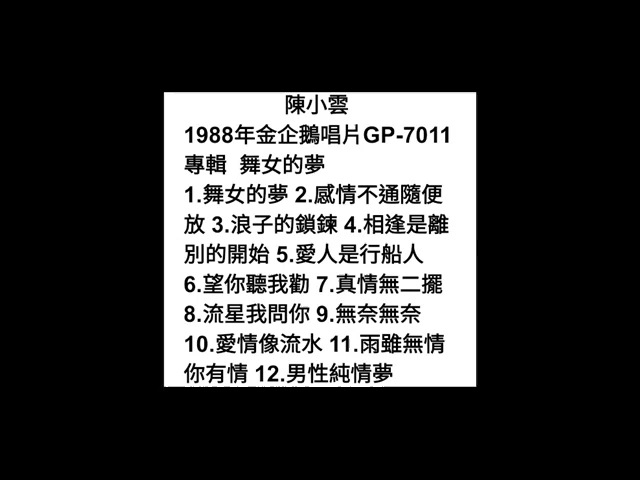 陳小雲
1988年金企鵝唱片GP-7011
專輯 舞女的夢
1.舞女的夢 2.感情不通隨便
放 3.浪子的鎖鍊 4.相逢是離
別的開始 5.愛人是行船人
6.望你聽我勸 7.真情無二擺
8.流星我問你 9.無奈無奈
10.愛情像流水 11.雨雖無情
你有情 12.男性純情夢